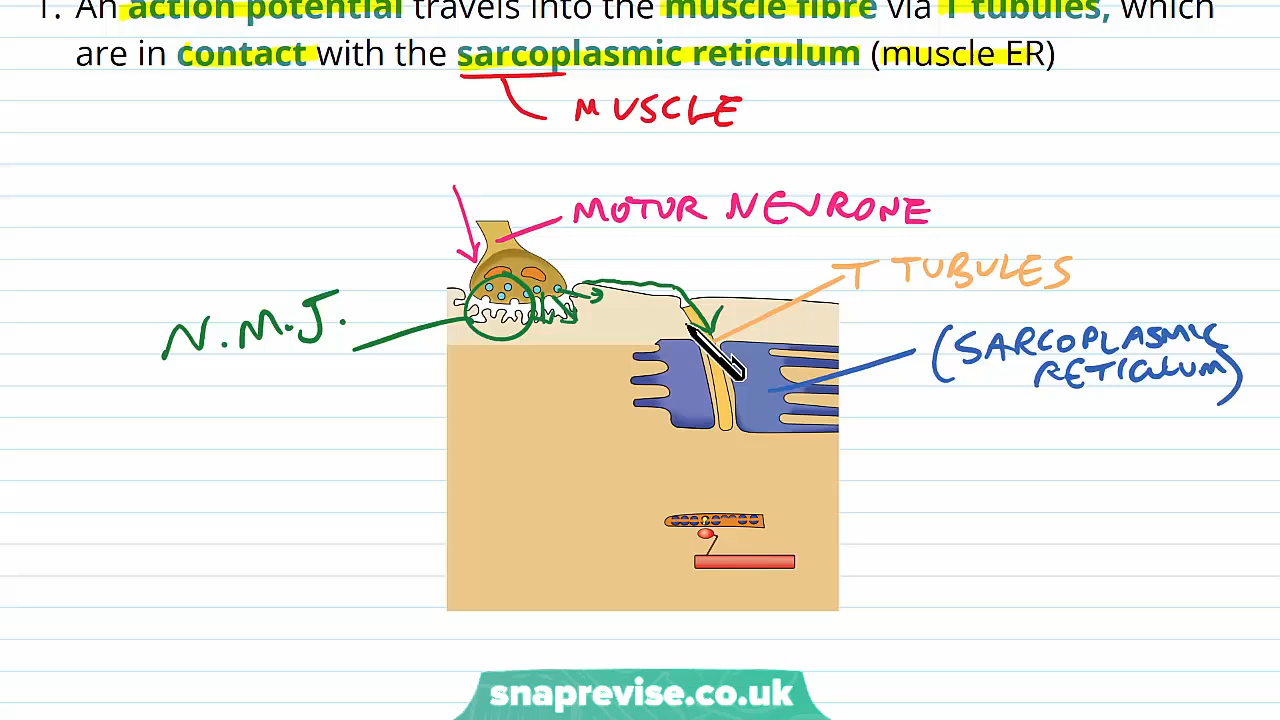 1. An action potential travels into the muscle fibre via T tubules, which
are in contact with the sarcoplasmic reticulum (muscle ER)
MUSCLE
MOTOR NEURONE
T TUBULES
N.M.J.
(SARCOPLASMIC
RETICULUM)
snaprevise.co.uk